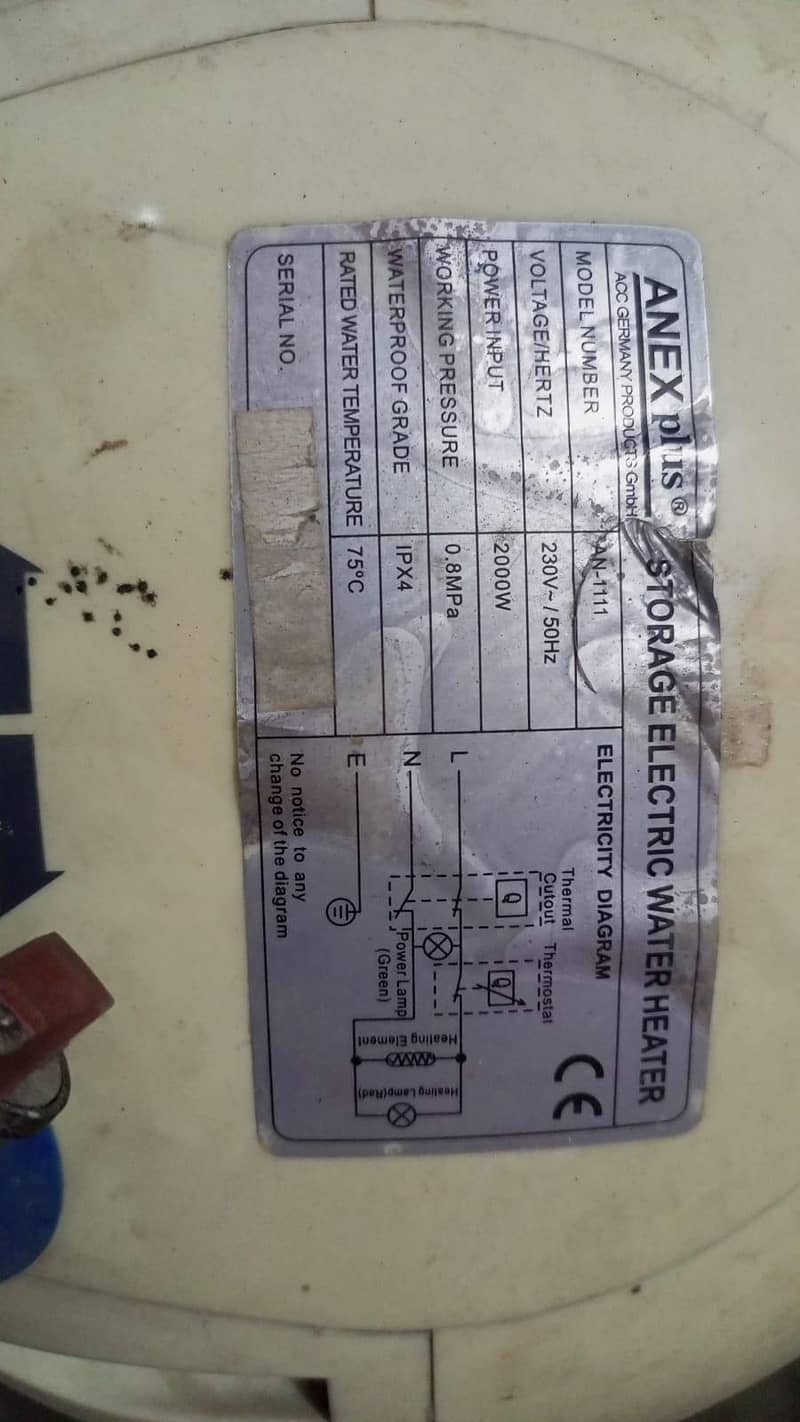 ANEX plus®
ACC GERMANY PRODUCTS GmbH
STORAGE ELECTRIC WATER HEATER
MODEL NUMBER AN-1111
VOLTAGE/HERTZ 230V~ / 50Hz
POWER INPUT 2000W
WORKING PRESSURE 0.8MPa
WATERPROOF GRADE IPX4
RATED WATER TEMPERATURE 75°C
SERIAL NO.
ELECTRICITY DIAGRAM
CE
Thermal
Cutout Thermostat
Q Q
L
N
E
Power Lamp
(Green)
Heating Element
Heating Lamp(Red)
No notice to any
change of the diagram